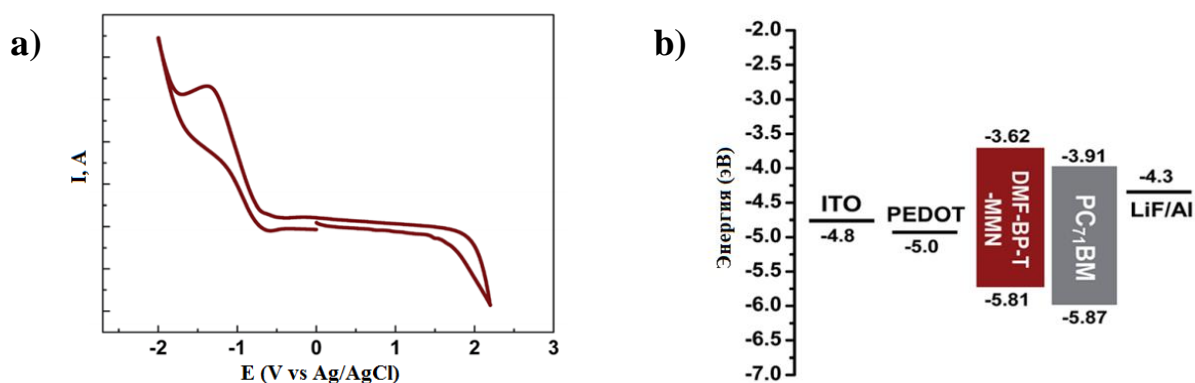 a)
I, A
-2
-1
0
1
2
3
E (V vs Ag/AgCl)
b)
Энергия (эВ)
-2.0
-2.5
-3.0
-3.5
-4.0
-4.5
-5.0
-5.5
-6.0
-6.5
-7.0
ITO
-4.8
PEDOT
-5.0
-3.62
DMF-BP-T
-MMN
-5.81
-3.91
PC71BM
-5.87
-4.3
LiF/Al